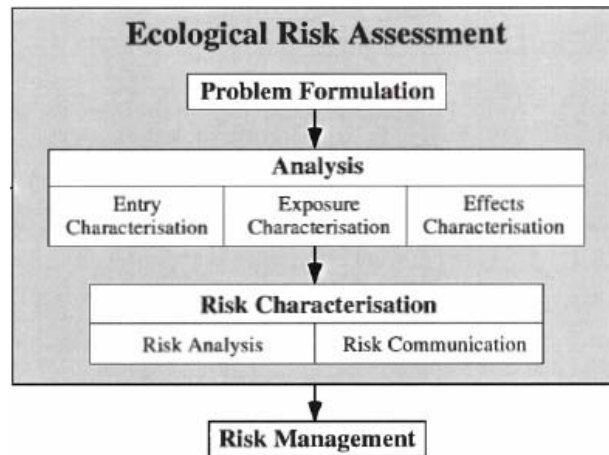 Ecological Risk Assessment
Problem Formulation
Analysis
Entry
Characterisation
Exposure
Characterisation
Effects
Characterisation
Risk Characterisation
Risk Analysis
Risk Communication
Risk Management